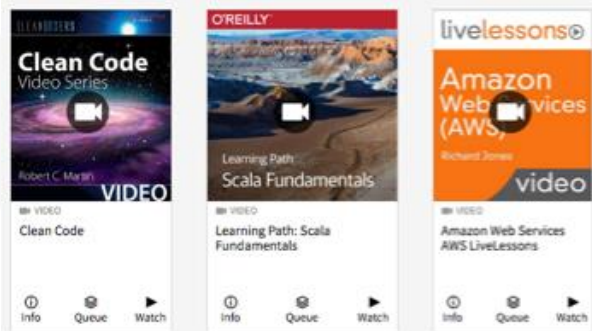 CLEANCODERS
Clean Code
Video Series
Robert C. Martin
VIDEO
VIDEO
Clean Code
Info Queue Watch
O'REILLY
Learning Path
Scala Fundamentals
VIDEO
Learning Path: Scala
Fundamentals
Info Queue Watch
livelessons
Amazon
Web Services
(AWS)
Richard Jones
video
VIDEO
Amazon Web Services
AWS LiveLessons
Info Queue Watch